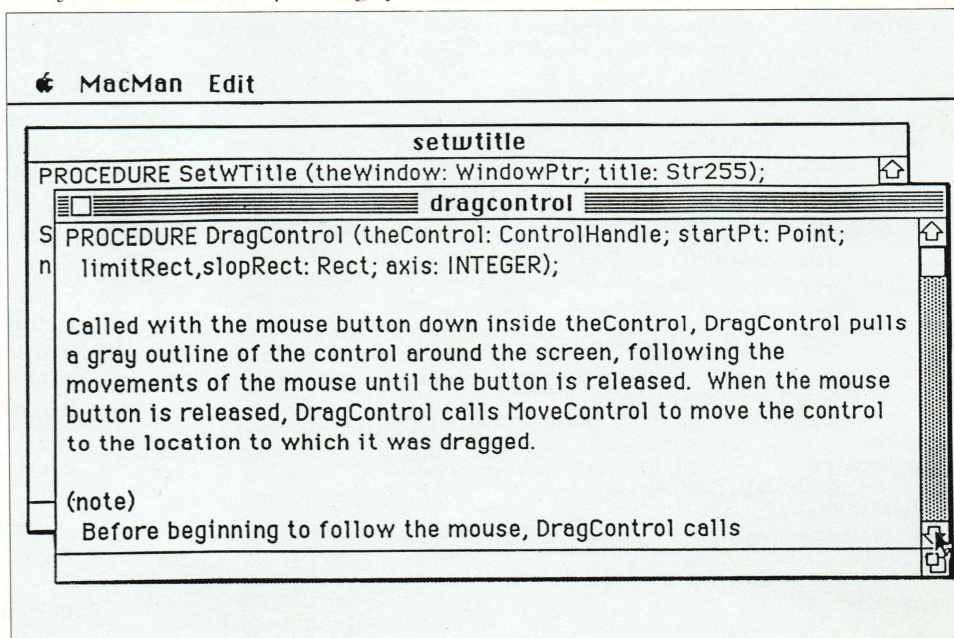 MacMan Edit
setwtitle
PROCEDURE SetWTitle (theWindow: WindowPtr; title: Str255);
dragcontrol
S
PROCEDURE DragControl (theControl: ControlHandle; startPt: Point;
n
limitRect,slopRect: Rect; axis: INTEGER);
Called with the mouse button down inside theControl, DragControl pulls
a gray outline of the control around the screen, following the
movements of the mouse until the button is released. When the mouse
button is released, DragControl calls MoveControl to move the control
to the location to which it was dragged.
(note)
Before beginning to follow the mouse, DragControl calls